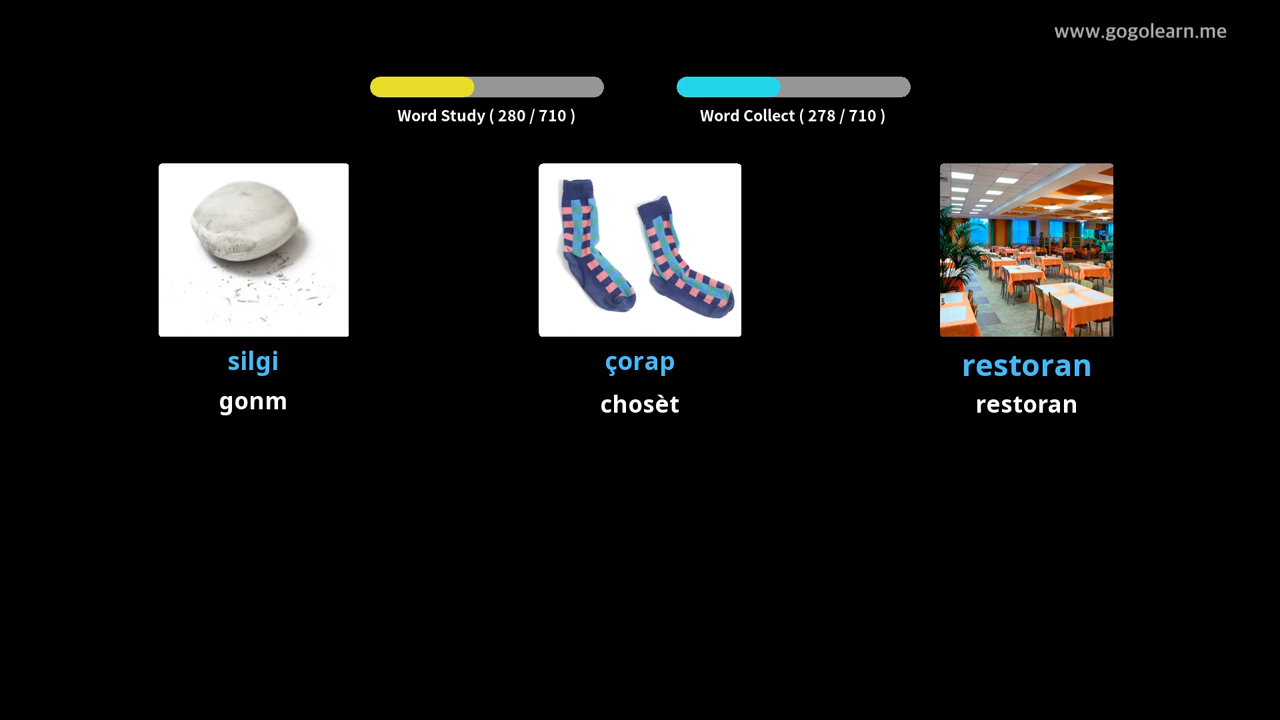 www.gogolearn.me
Word Study ( 280 / 710 )
Word Collect ( 278 / 710 )
silgi
gonm
çorap
chosèt
restoran
restoran